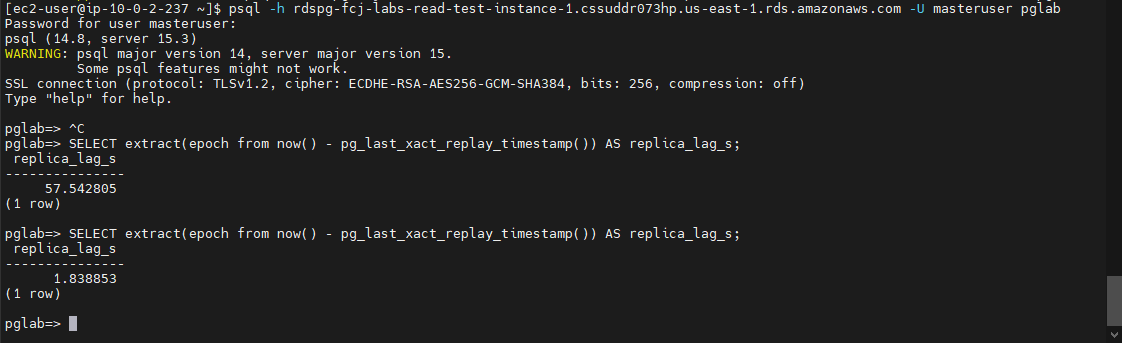 [ec2-user@ip-10-0-2-237 ~]$ psql -h rdspg-fcj-labs-read-test-instance-1.cssuddr073hp.us-east-1.rds.amazonaws.com -U masteruser pglab
Password for user masteruser:
psql (14.8, server 15.3)
WARNING: psql major version 14, server major version 15.
         Some psql features might not work.
SSL connection (protocol: TLSv1.2, cipher: ECDHE-RSA-AES256-GCM-SHA384, bits: 256, compression: off)
Type "help" for help.

pglab=> ^C
pglab=> SELECT extract(epoch from now() - pg_last_xact_replay_timestamp()) AS replica_lag_s;
 replica_lag_s
---------------
     57.542805
(1 row)

pglab=> SELECT extract(epoch from now() - pg_last_xact_replay_timestamp()) AS replica_lag_s;
 replica_lag_s
---------------
      1.838853
(1 row)

pglab=>